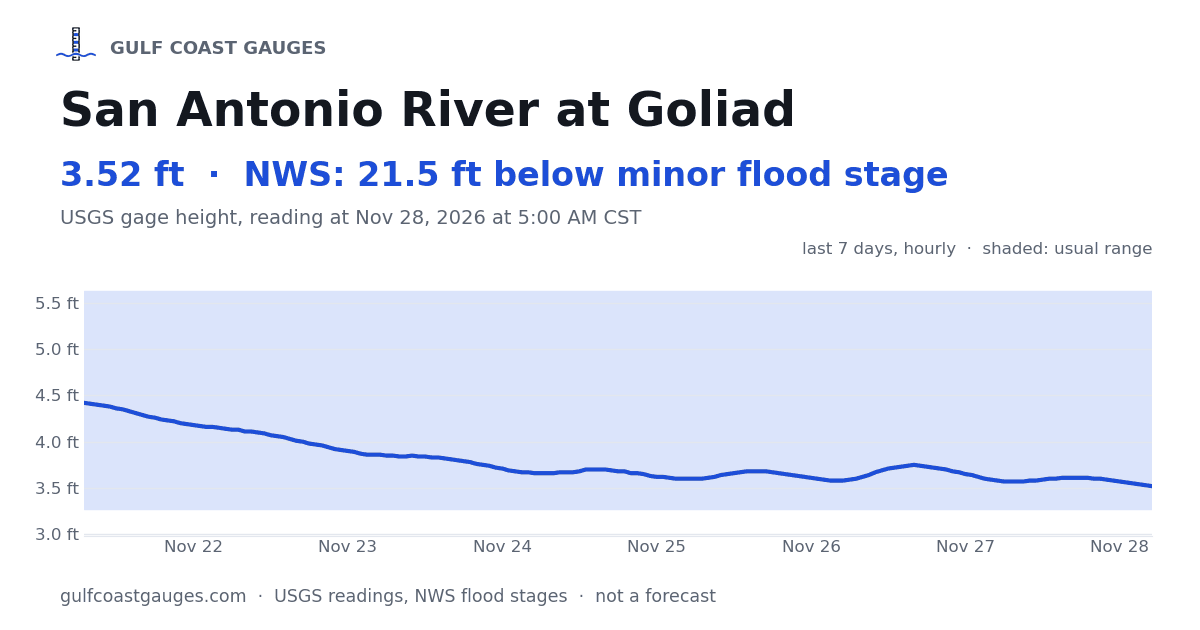 GULF COAST GAUGES
San Antonio River at Goliad
3.52 ft · NWS: 21.5 ft below minor flood stage
USGS gage height, reading at Nov 28, 2026 at 5:00 AM CST
last 7 days, hourly · shaded: usual range
5.5 ft
5.0 ft
4.5 ft
4.0 ft
3.5 ft
3.0 ft
Nov 22 Nov 23 Nov 24 Nov 25 Nov 26 Nov 27 Nov 28
gulfcoastgauges.com · USGS readings, NWS flood stages · not a forecast